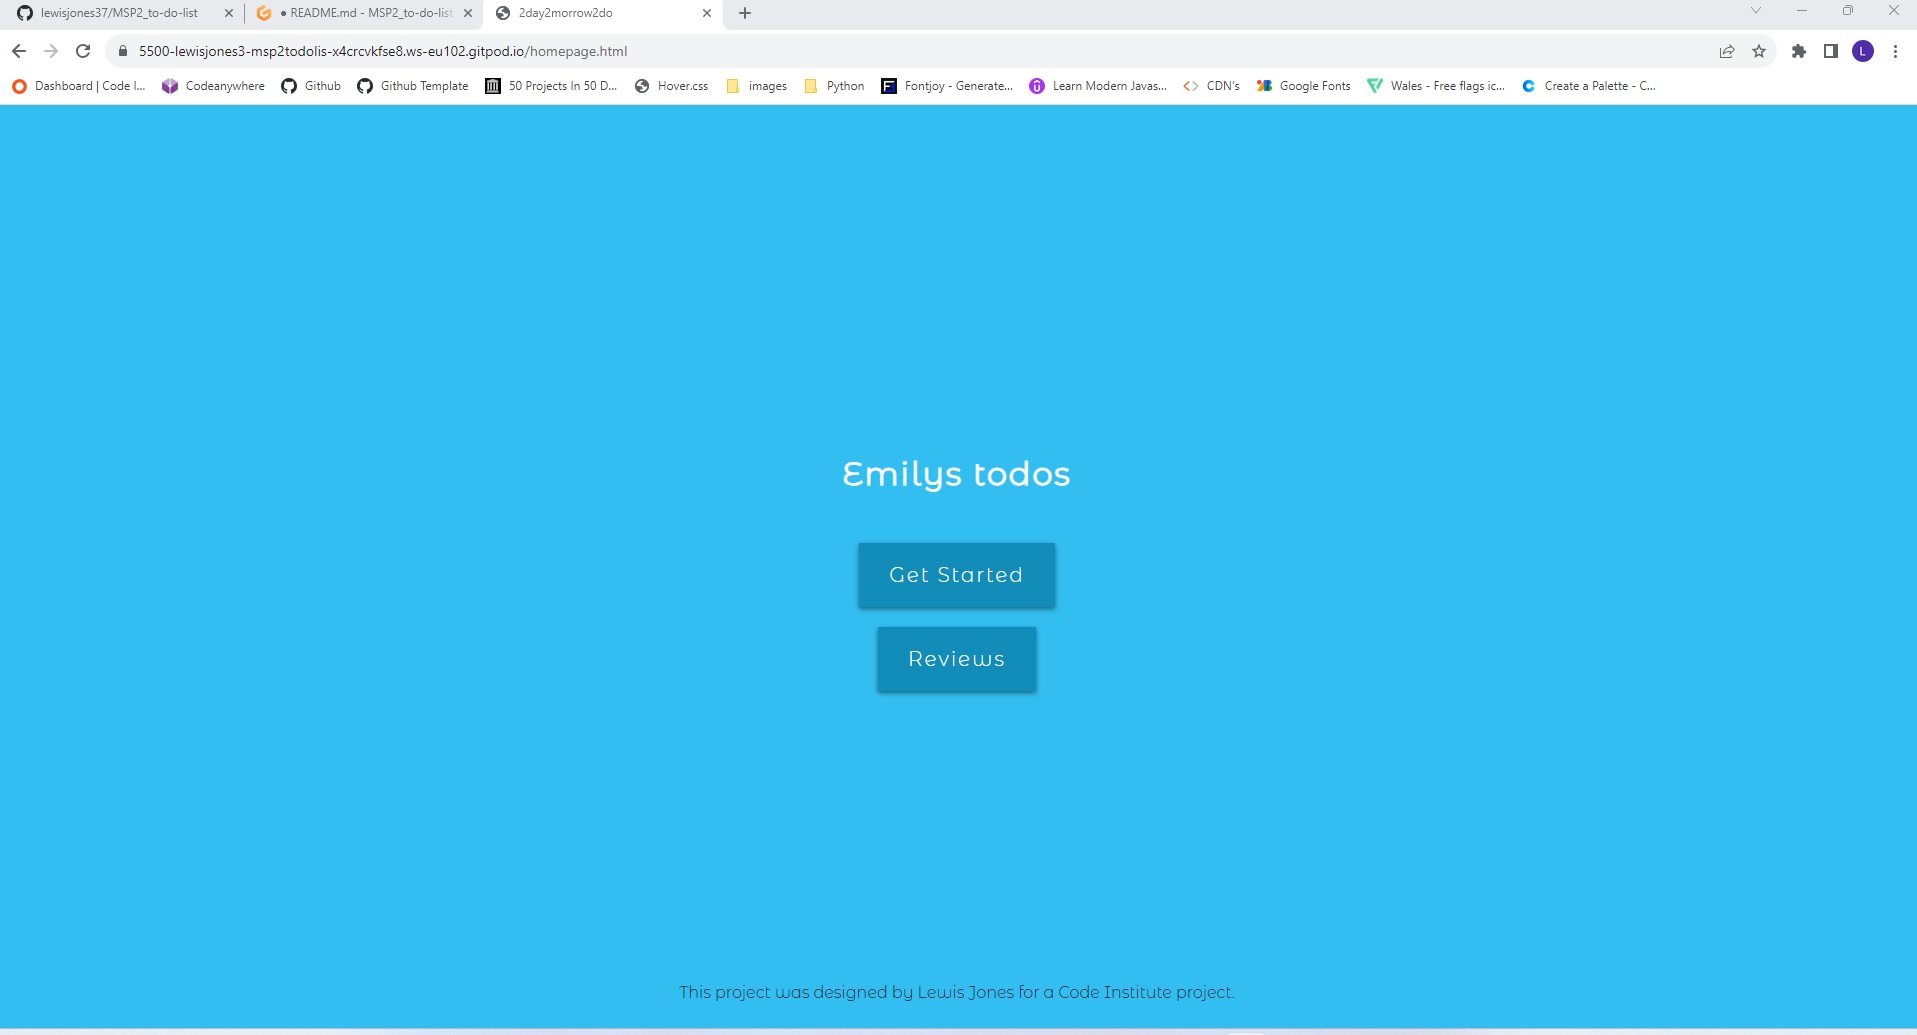 lewisjones37/MSP2_to-do-list
● README.md - MSP2_to-do-list
2day2morrow2do
5500-lewisjones3-msp2todolis-x4crcvkfse8.ws-eu102.gitpod.io/homepage.html
L
Dashboard | Code I...
Codeanywhere
Github
Github Template
50 Projects In 50 D...
Hover.css
images
Python
Fontjoy - Generate...
Learn Modern Javas...
CDN's
Google Fonts
Wales - Free flags ic...
Create a Palette - C...
Emilys todos
Get Started
Reviews
This project was designed by Lewis Jones for a Code Institute project.